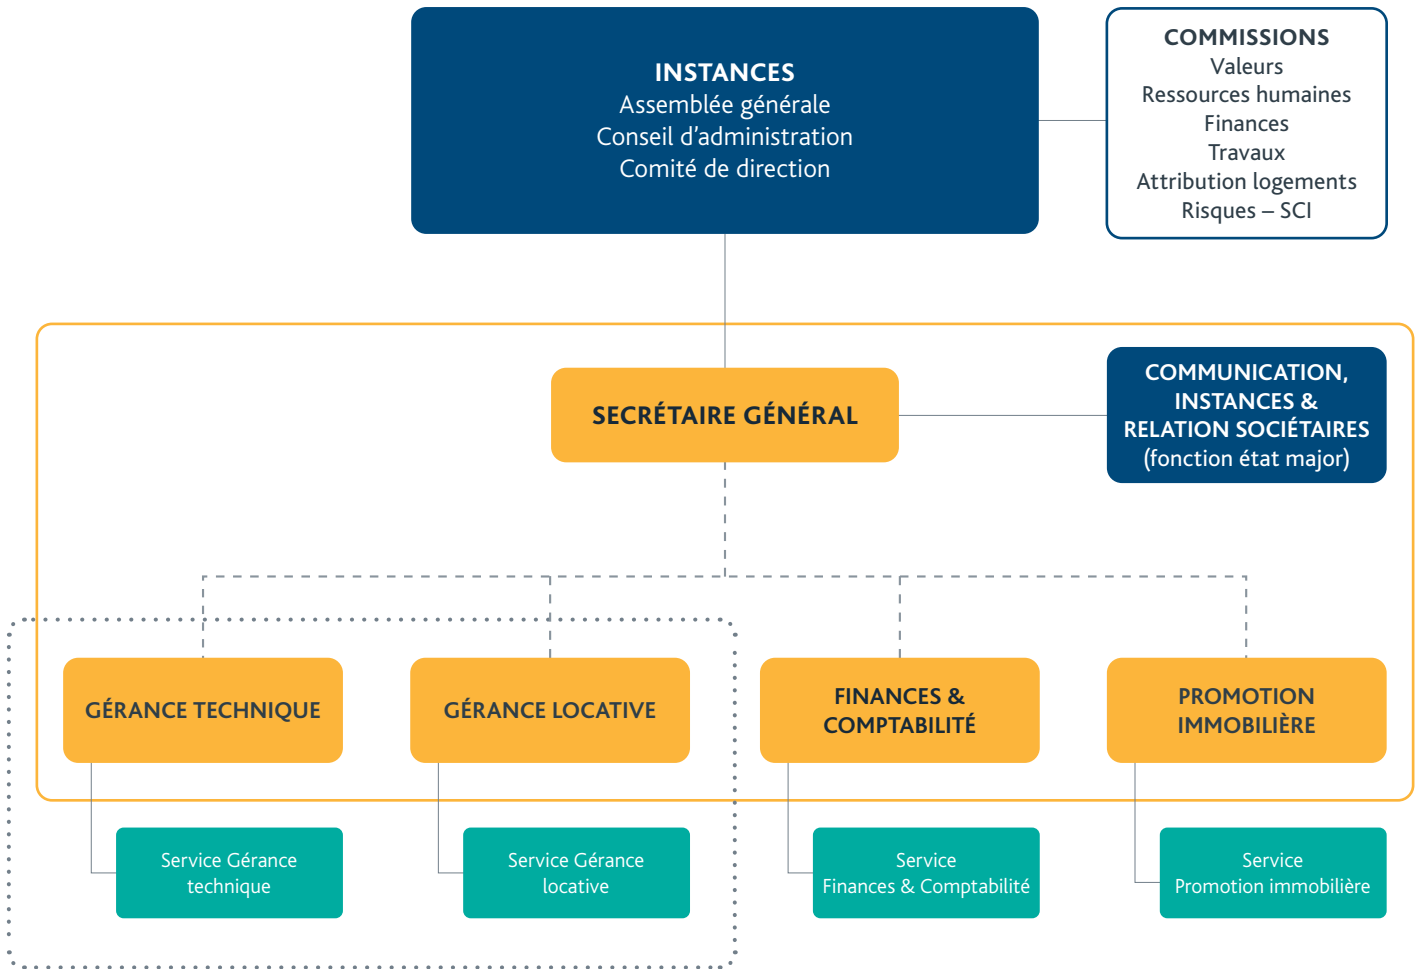 INSTANCES
Assemblée générale
Conseil d’administration
Comité de direction
COMMISSIONS
Valeurs
Ressources humaines
Finances
Travaux
Attribution logements
Risques – SCI
SECRÉTAIRE GÉNÉRAL
COMMUNICATION,
INSTANCES &
RELATION SOCIÉTAIRES
(fonction état major)
GÉRANCE TECHNIQUE
GÉRANCE LOCATIVE
FINANCES &
COMPTABILITÉ
PROMOTION
IMMOBILIÈRE
Service Gérance
technique
Service Gérance
locative
Service
Finances & Comptabilité
Service
Promotion immobilière